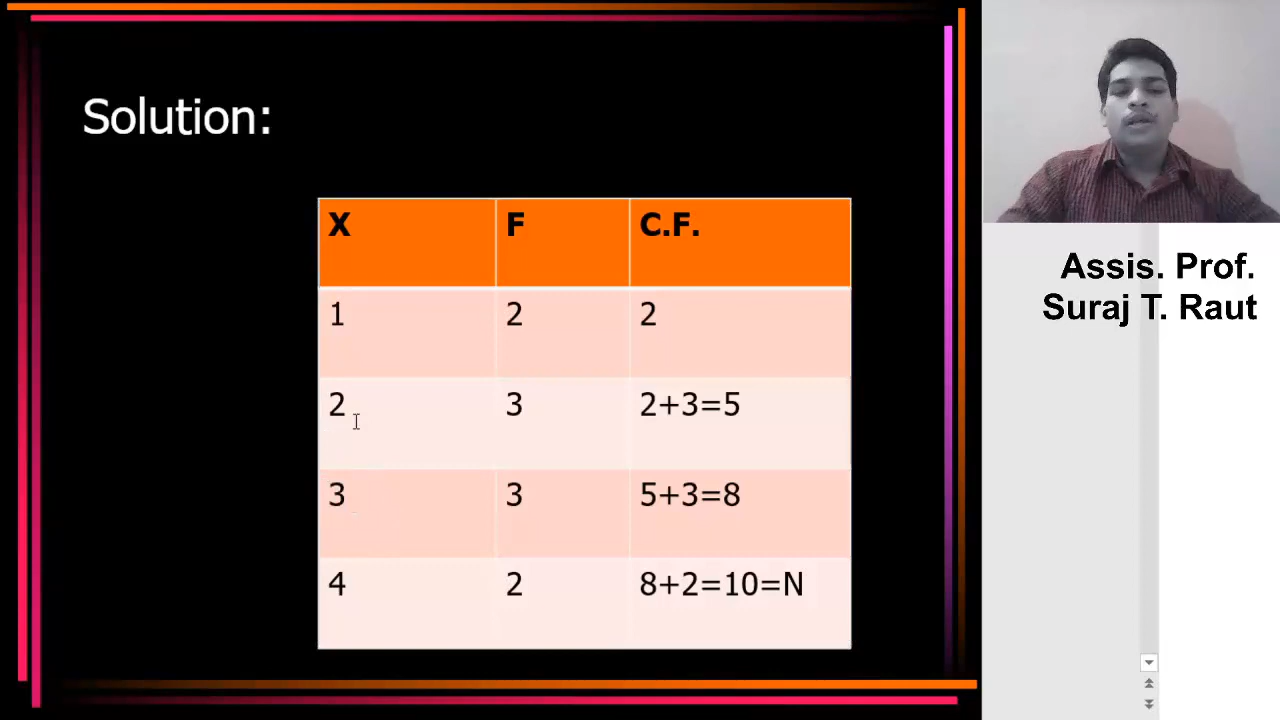 Solution:
X F C.F.
1 2 2
2 3 2+3=5
3 3 5+3=8
4 2 8+2=10=N
Assis. Prof.
Suraj T. Raut